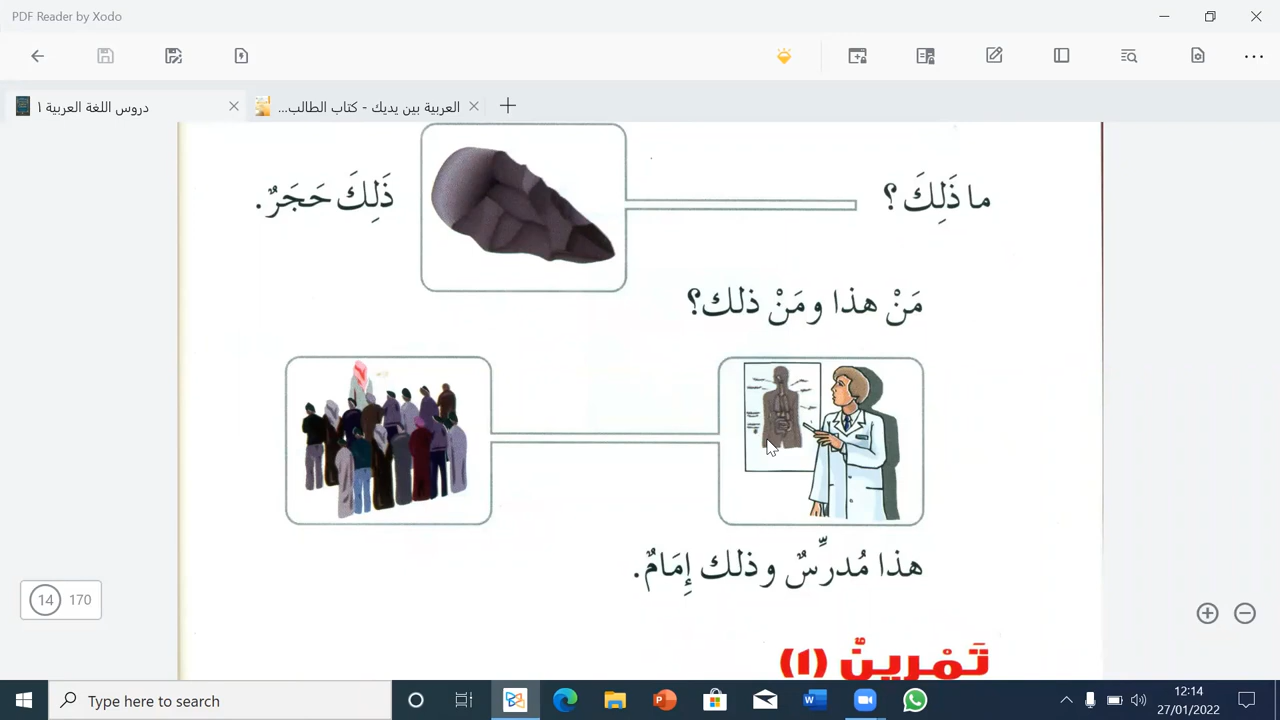 PDF Reader by Xodo
دروس اللغة العربية ١
العربية بين يديك - كتاب الطالب...
ما ذَلِكَ ؟
ذَلِكَ حَجَرٌ .
مَنْ هذا ومَنْ ذلك؟
هذا مُدرِّسٌ وذلك إِمَامٌ.
تَمْرِينٌ (١)
14 170
Type here to search
12:14
27/01/2022